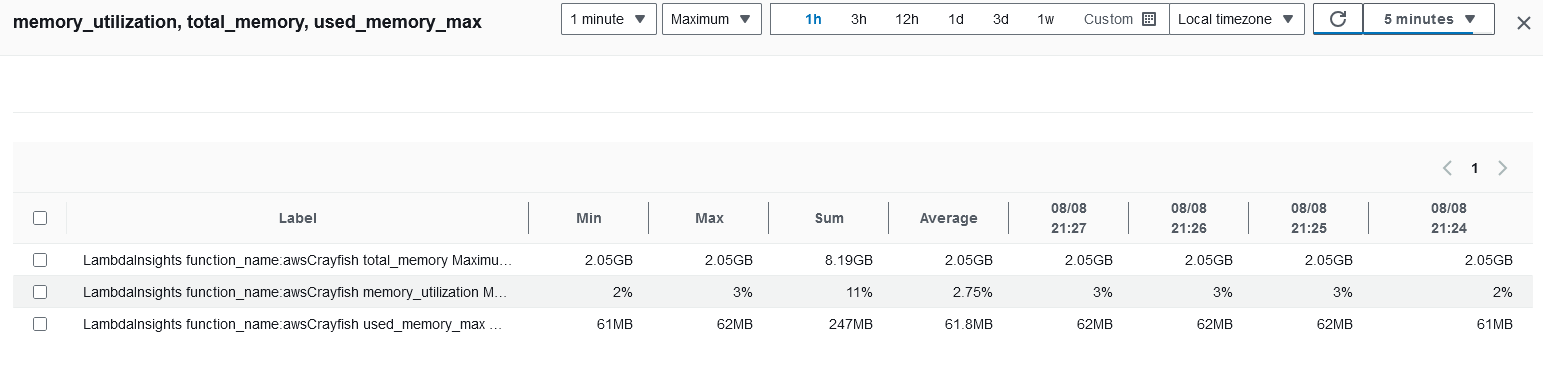 memory_utilization, total_memory, used_memory_max 1 minute Maximum 1h 3h 12h 1d 3d 1w Custom Local timezone 5 minutes
1
Label Min Max Sum Average 08/08 21:27 08/08 21:26 08/08 21:25 08/08 21:24
LambdaInsights function_name:awsCrayfish total_memory Maximu... 2.05GB 2.05GB 8.19GB 2.05GB 2.05GB 2.05GB 2.05GB 2.05GB
LambdaInsights function_name:awsCrayfish memory_utilization M... 2% 3% 11% 2.75% 3% 3% 3% 2%
LambdaInsights function_name:awsCrayfish used_memory_max ... 61MB 62MB 247MB 61.8MB 62MB 62MB 62MB 61MB